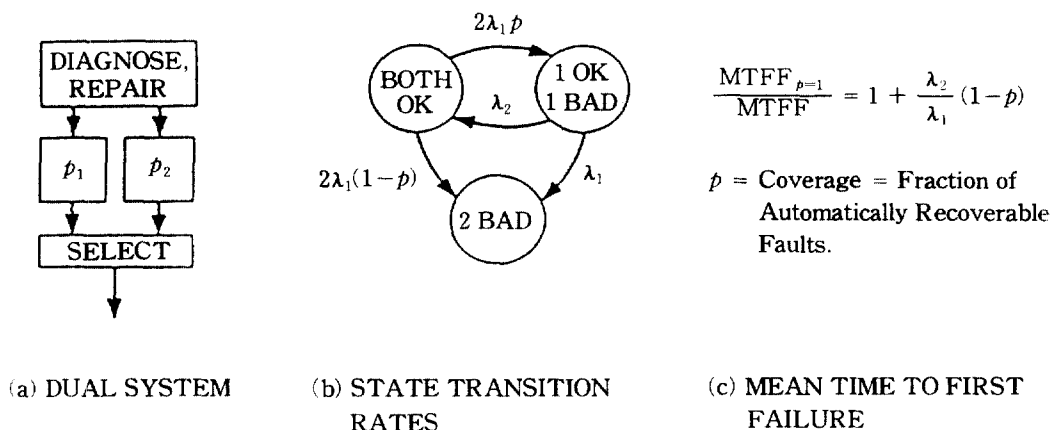 DIAGNOSE,
REPAIR
p₁
p₂
SELECT
(a) DUAL SYSTEM
2λ₁p
BOTH
OK
1 OK
1 BAD
λ₂
2λ₁(1-p)
λ₁
2 BAD
(b) STATE TRANSITION
RATES
MTFF p=1 / MTFF = 1 + λ₂/λ₁ (1-p)
p = Coverage = Fraction of
Automatically Recoverable
Faults.
(c) MEAN TIME TO FIRST
FAILURE